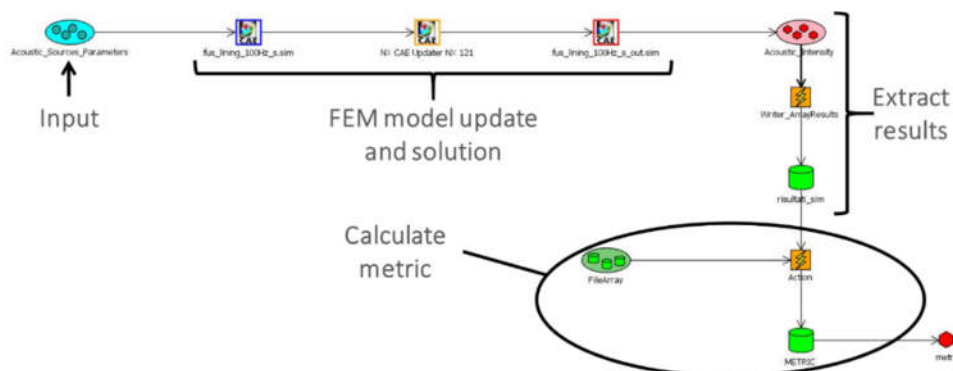 Acoustic_Sources_Parameters
fus_lining_100Hz_s.sim
NX CAE Updater NX 121
fus_lining_100Hz_s_out.sim
Acoustic_Intensity
Input
FEM model update
and solution
Writer_ArrayResults
Extract
results
risultati_sim
Calculate
metric
FileArray
Action
METRIC
metr